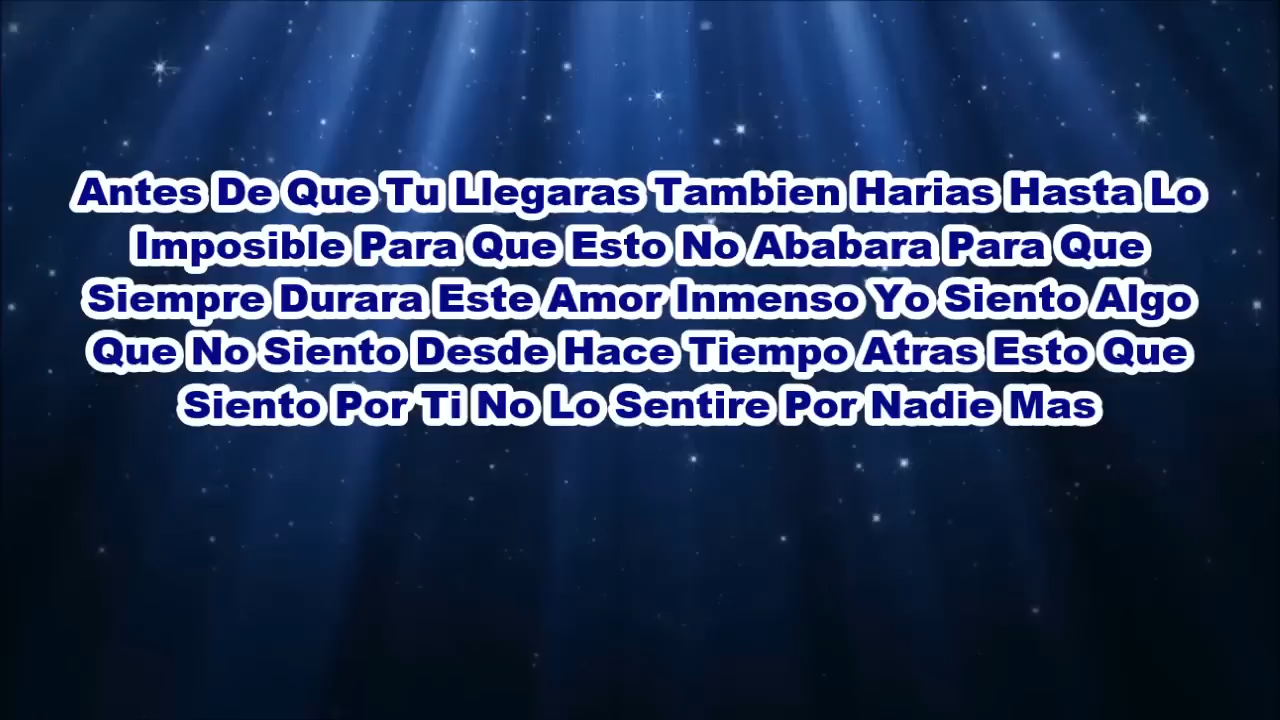 Antes De Que Tu Llegaras Tambien Harias Hasta Lo
Imposible Para Que Esto No Ababara Para Que
Siempre Durara Este Amor Inmenso Yo Siento Algo
Que No Siento Desde Hace Tiempo Atras Esto Que
Siento Por Ti No Lo Sentire Por Nadie Mas